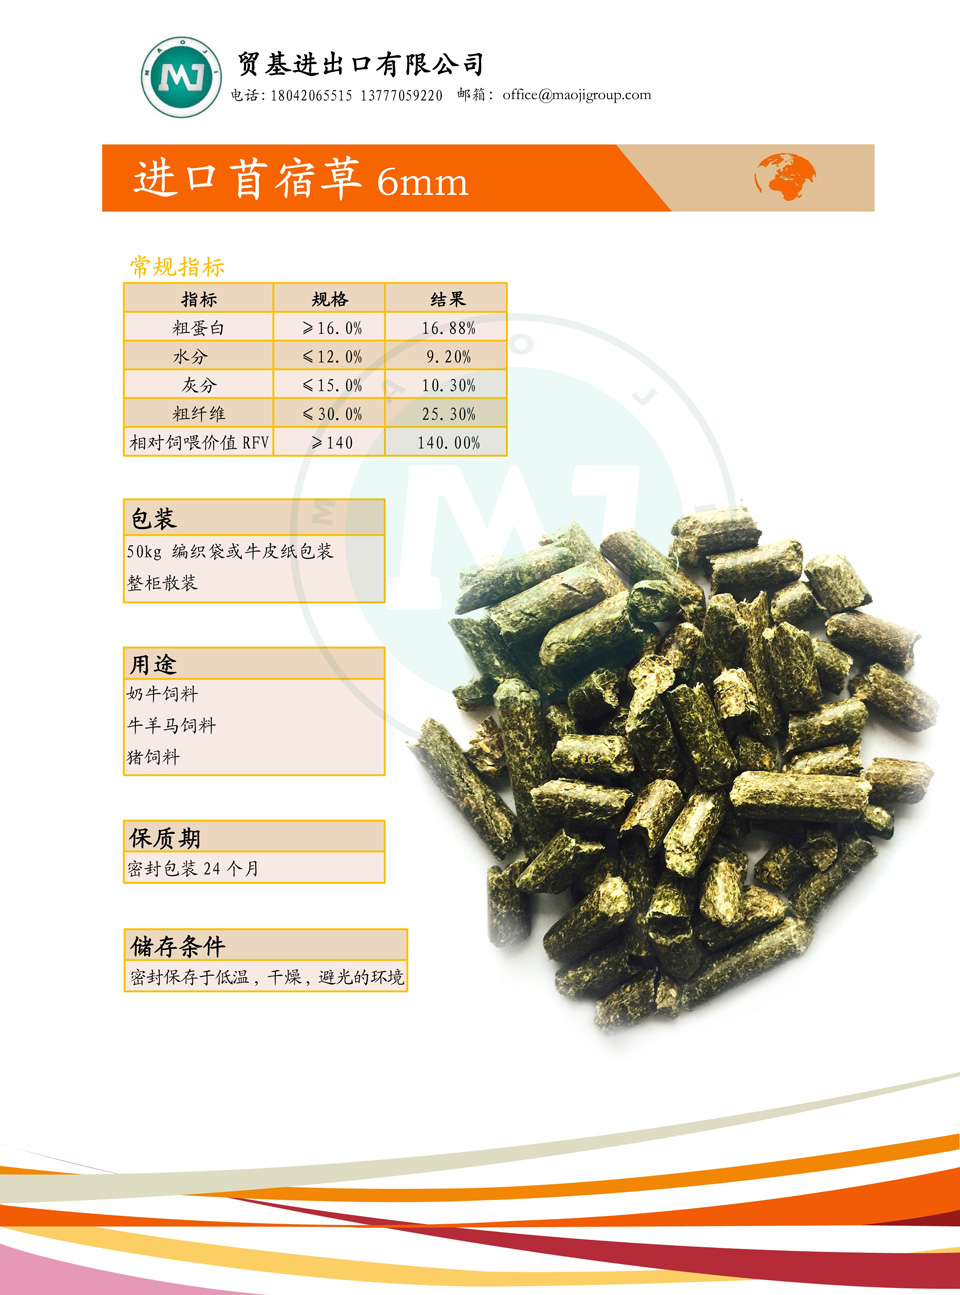 MAOJI
MJ
贸基进出口有限公司
电话：18042065515 13777059220 邮箱：office@maojigroup.com
进口苜宿草 6mm
常规指标
指标 规格 结果
粗蛋白 ≥16.0% 16.88%
水分 ≤12.0% 9.20%
灰分 ≤15.0% 10.30%
粗纤维 ≤30.0% 25.30%
相对饲喂价值 RFV ≥140 140.00%
MAOJI
MJ
包装
50kg 编织袋或牛皮纸包装
整柜散装
用途
奶牛饲料
牛羊马饲料
猪饲料
保质期
密封包装 24 个月
储存条件
密封保存于低温，干燥，避光的环境